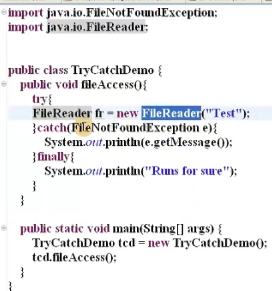 import java.io.FileNotFoundException;
import java.io.FileReader;
public class TryCatchDemo {
public void fileAccess(){
try{
FileReader fr = new FileReader("Test");
}catch(FileNotFoundException e){
System.out.println(e.getMessage());
}finally{
System.out.println("Runs for sure");
}
}
public static void main(String[] args) {
TryCatchDemo tcd = new TryCatchDemo();
tcd.fileAccess();
}
}